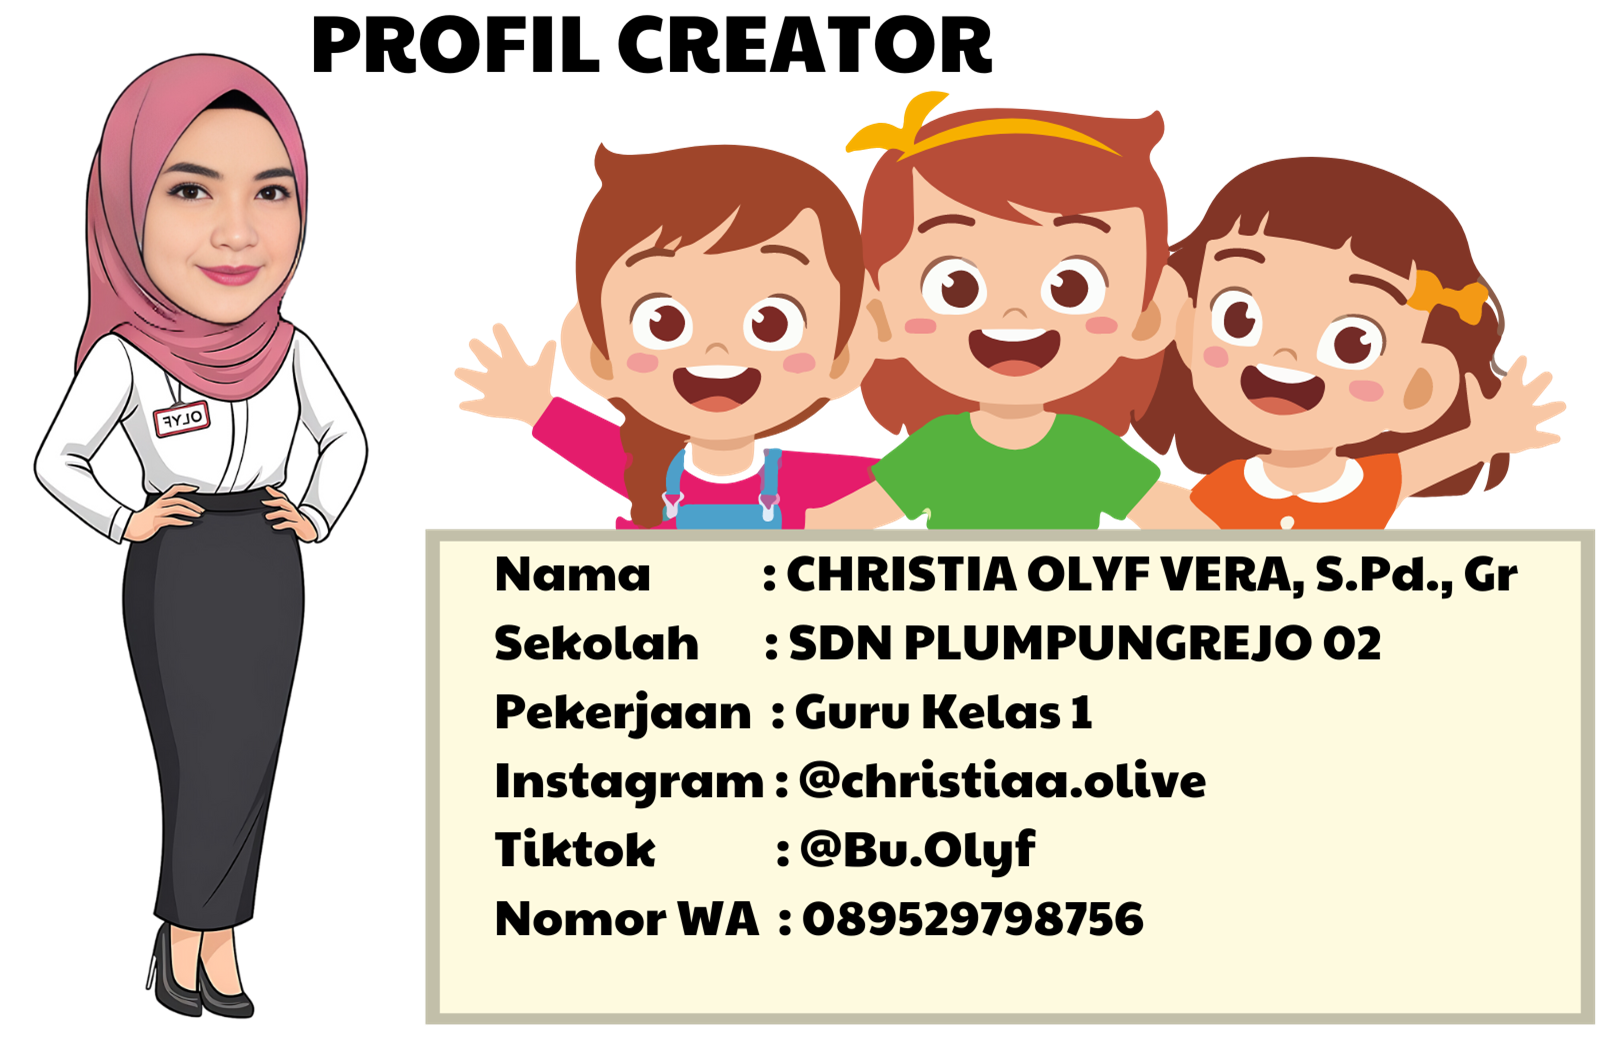 PROFIL CREATOR
OLYF
Nama : CHRISTIA OLYF VERA, S.Pd., Gr
Sekolah : SDN PLUMPUNGREJO 02
Pekerjaan : Guru Kelas 1
Instagram : @christiaa.olive
Tiktok : @Bu.Olyf
Nomor WA : 089529798756